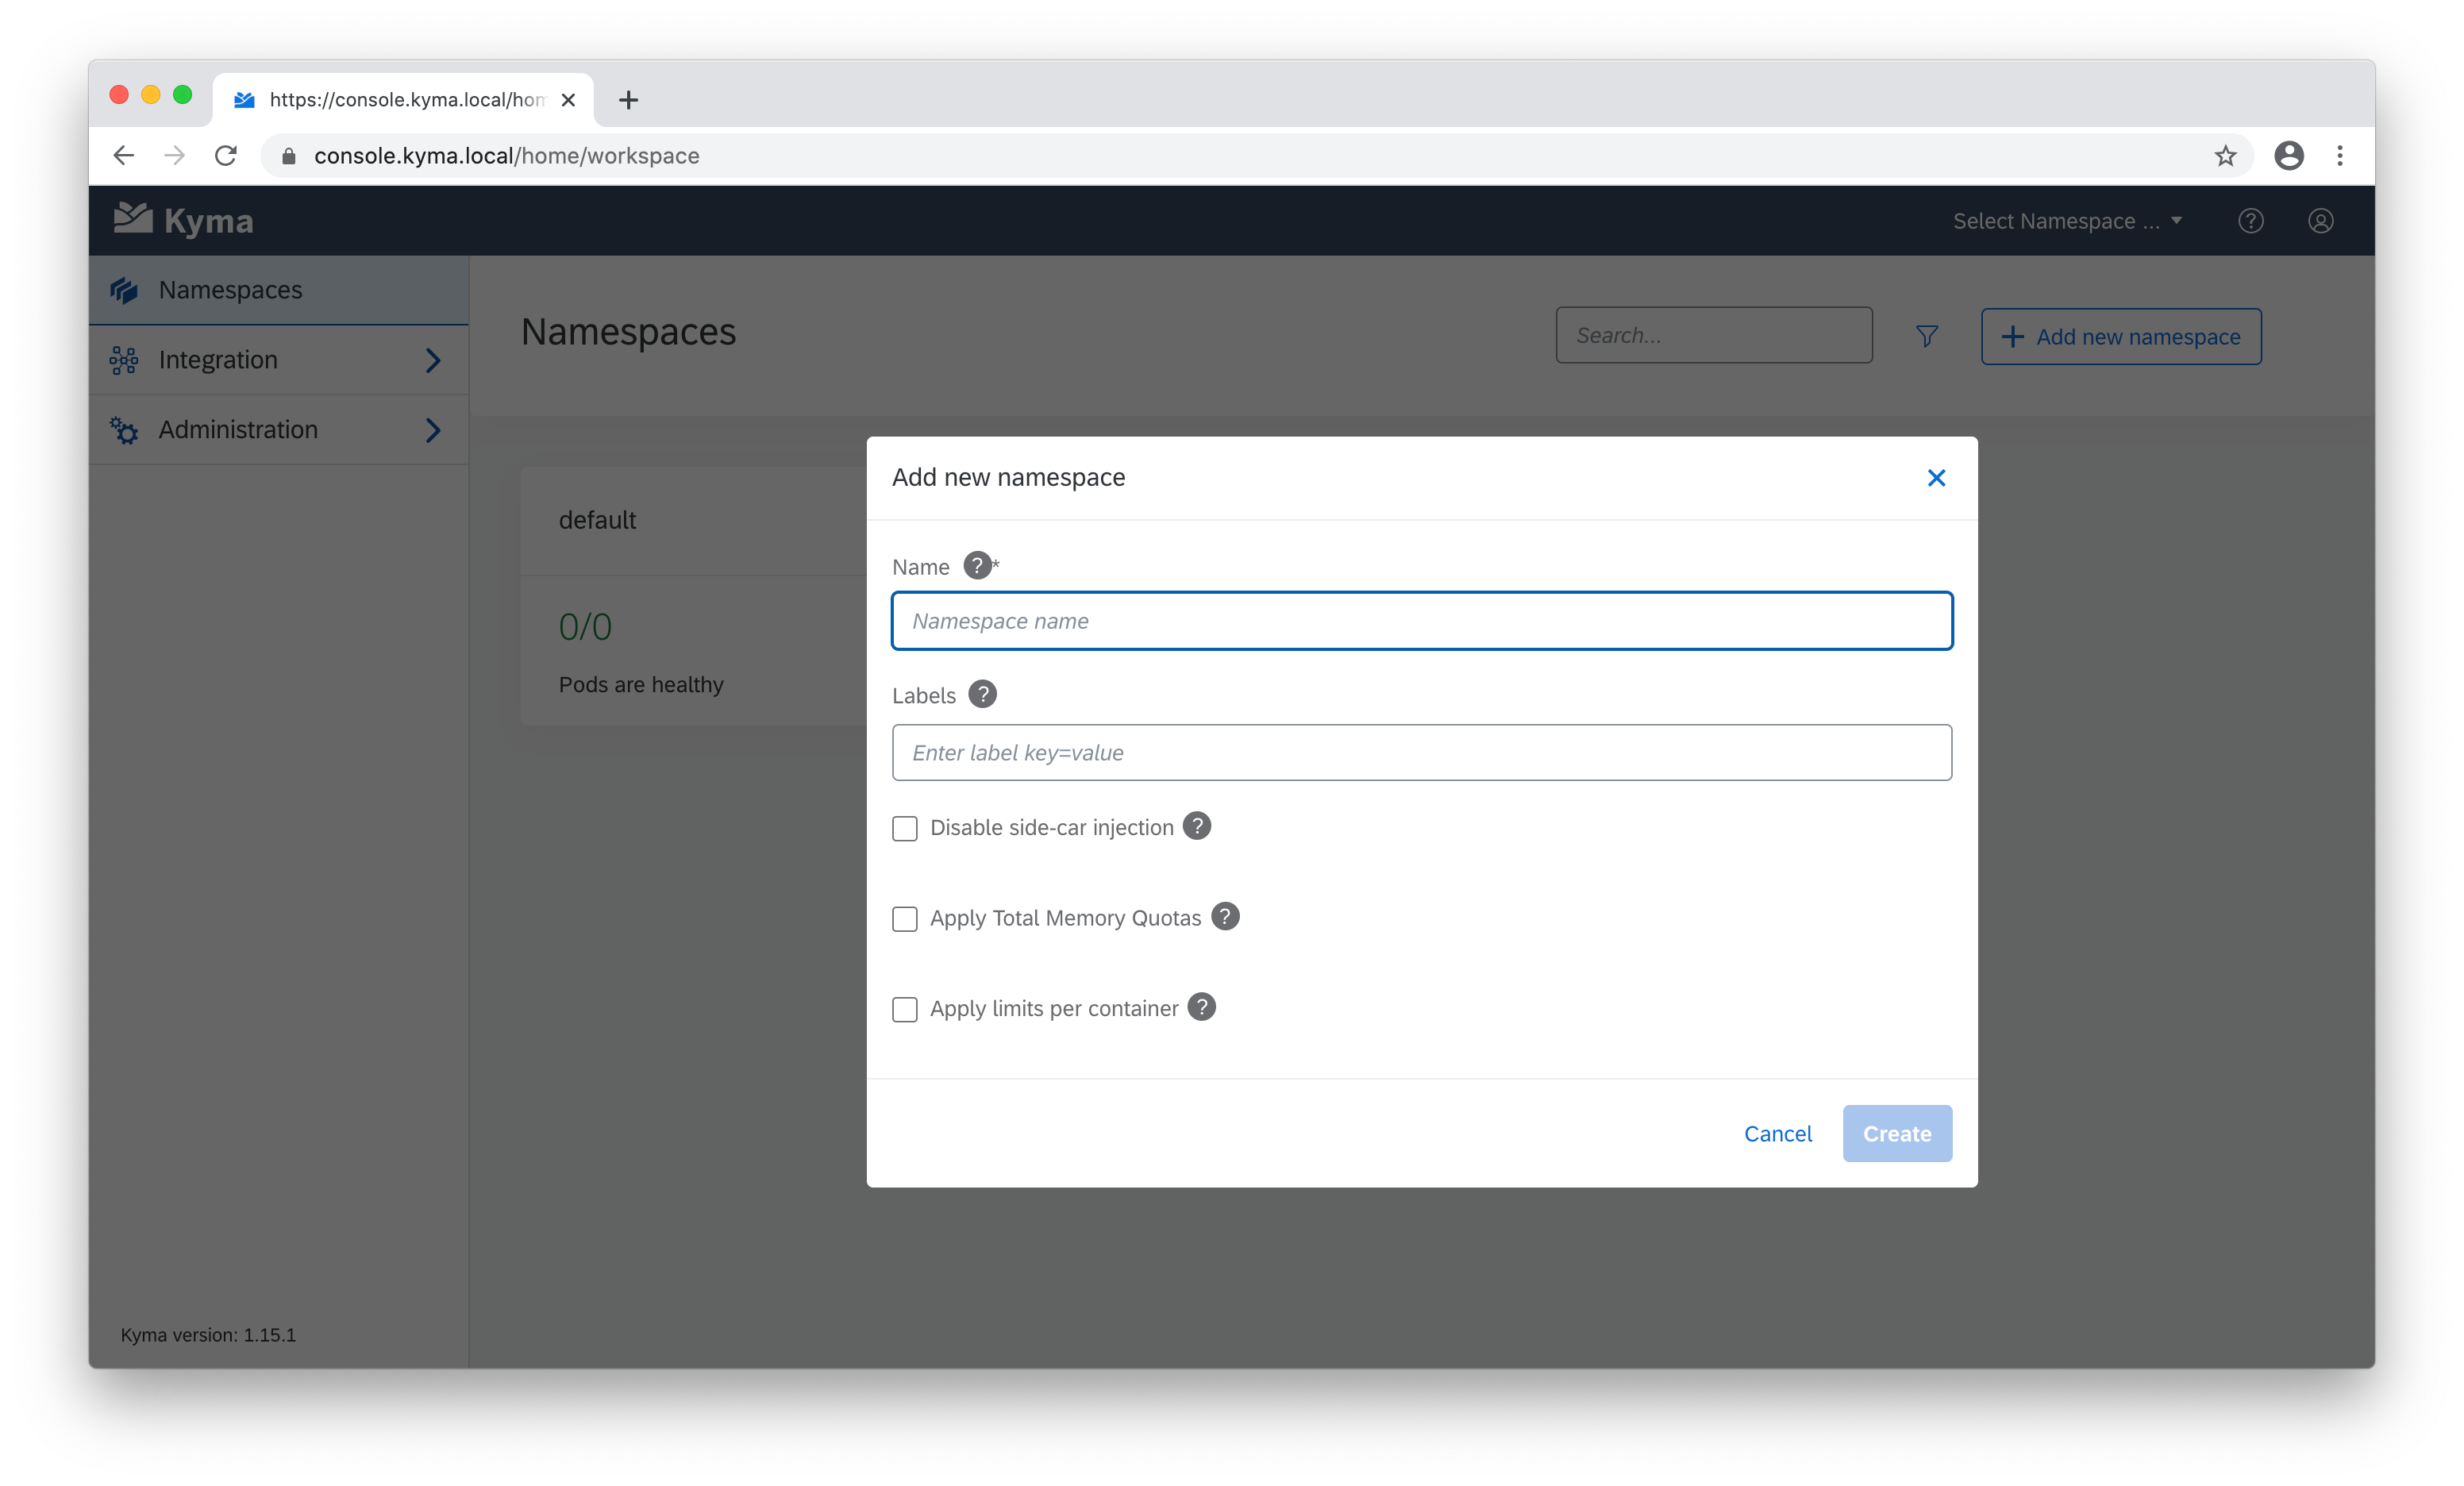 https://console.kyma.local/hom
console.kyma.local/home/workspace
Kyma
Select Namespace ...
Namespaces
Integration
Administration
Namespaces
Search...
Add new namespace
default
0/0
Pods are healthy
Add new namespace
Name ?*
Namespace name
Labels ?
Enter label key=value
Disable side-car injection ?
Apply Total Memory Quotas ?
Apply limits per container ?
Cancel
Create
Kyma version: 1.15.1